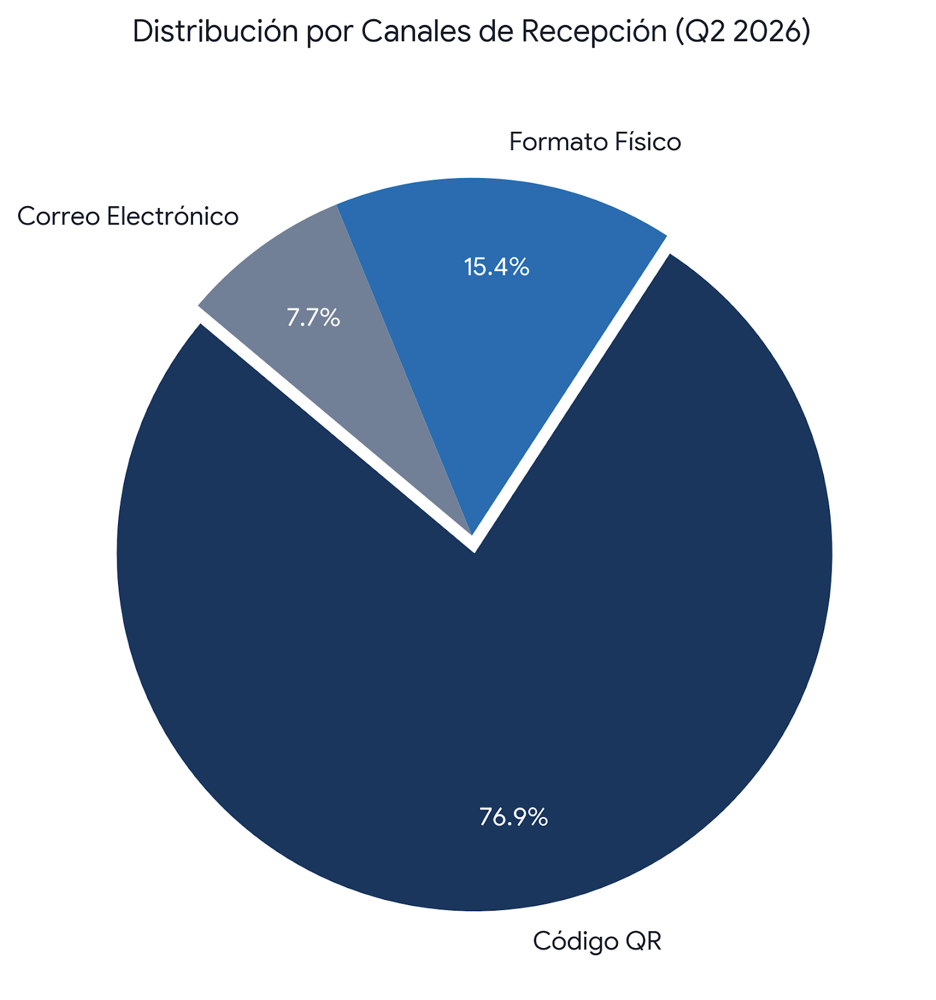 Distribución por Canales de Recepción (Q2 2026)
Formato Físico
Correo Electrónico
15.4%
7.7%
76.9%
Código QR